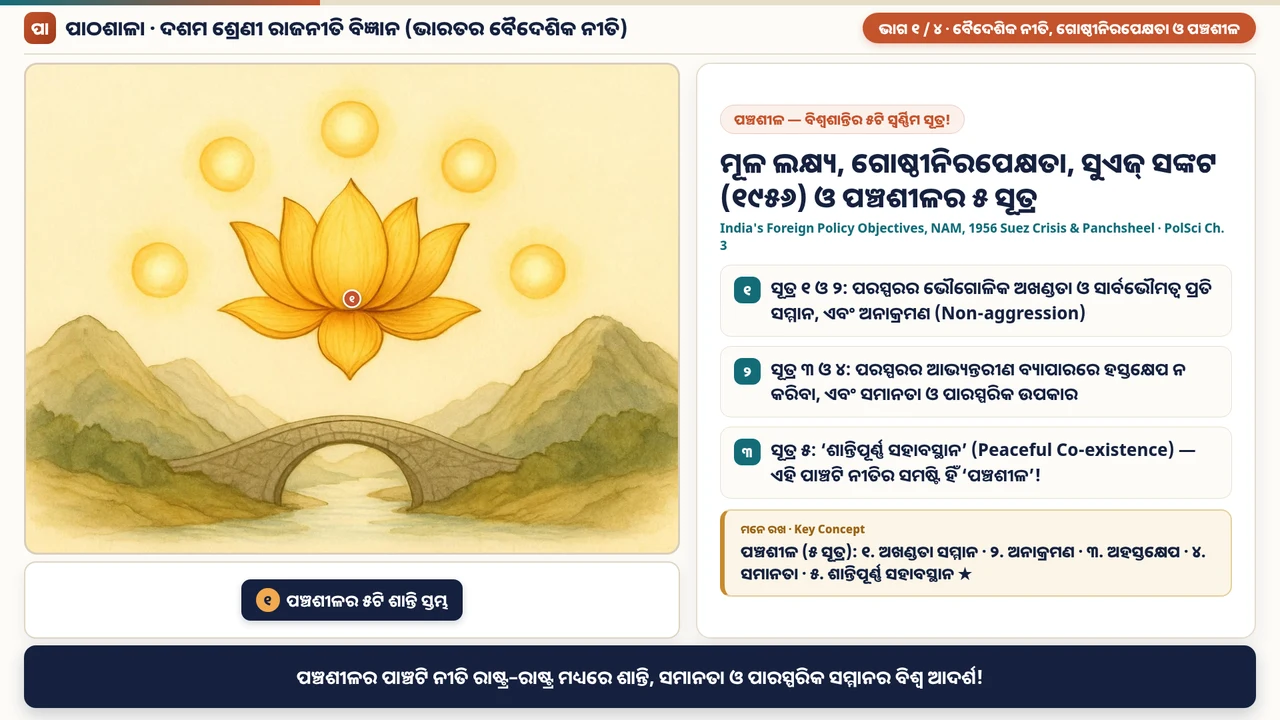 ପା ପାଠଶାଳା · ଦଶମ ଶ୍ରେଣୀ ରାଜନୀତି ବିଜ୍ଞାନ (ଭାରତର ବୈଦେଶିକ ନୀତି)
ଭାଗ ୧ / ୪ · ବୈଦେଶିକ ନୀତି, ଗୋଷ୍ଠୀନିରପେକ୍ଷତା ଓ ପଞ୍ଚଶୀଳ
୧
୧ ପଞ୍ଚଶୀଳର ୫ଟି ଶାନ୍ତି ସ୍ତମ୍ଭ
ପଞ୍ଚଶୀଳ — ବିଶ୍ୱଶାନ୍ତିର ୫ଟି ସ୍ୱର୍ଣ୍ଣିମ ସୂତ୍ର!
ମୂଳ ଲକ୍ଷ୍ୟ, ଗୋଷ୍ଠୀନିରପେକ୍ଷତା, ସୁଏଜ୍ ସଙ୍କଟ
(୧୯୫୬) ଓ ପଞ୍ଚଶୀଳର ୫ ସୂତ୍ର
India's Foreign Policy Objectives, NAM, 1956 Suez Crisis & Panchsheel · PolSci Ch.
3
୧ ସୂତ୍ର ୧ ଓ ୨: ପରସ୍ପରର ଭୌଗୋଳିକ ଅଖଣ୍ଡତା ଓ ସାର୍ବଭୌମତ୍ୱ ପ୍ରତି
ସମ୍ମାନ, ଏବଂ ଅନାକ୍ରମଣ (Non-aggression)
୨ ସୂତ୍ର ୩ ଓ ୪: ପରସ୍ପରର ଆଭ୍ୟନ୍ତରୀଣ ବ୍ୟାପାରରେ ହସ୍ତକ୍ଷେପ ନ
କରିବା, ଏବଂ ସମାନତା ଓ ପାରସ୍ପରିକ ଉପକାର
୩ ସୂତ୍ର ୫: ‘ଶାନ୍ତିପୂର୍ଣ୍ଣ ସହାବସ୍ଥାନ’ (Peaceful Co-existence) —
ଏହି ପାଞ୍ଚଟି ନୀତିର ସମଷ୍ଟି ହିଁ ‘ପଞ୍ଚଶୀଳ’!
ମନେ ରଖ · Key Concept
ପଞ୍ଚଶୀଳ (୫ ସୂତ୍ର): ୧. ଅଖଣ୍ଡତା ସମ୍ମାନ · ୨. ଅନାକ୍ରମଣ · ୩. ଅହସ୍ତକ୍ଷେପ · ୪.
ସମାନତା · ୫. ଶାନ୍ତିପୂର୍ଣ୍ଣ ସହାବସ୍ଥାନ ★
ପଞ୍ଚଶୀଳର ପାଞ୍ଚଟି ନୀତି ରାଷ୍ଟ୍ର-ରାଷ୍ଟ୍ର ମଧ୍ୟରେ ଶାନ୍ତି, ସମାନତା ଓ ପାରସ୍ପରିକ ସମ୍ମାନର ବିଶ୍ୱ ଆଦର୍ଶ!